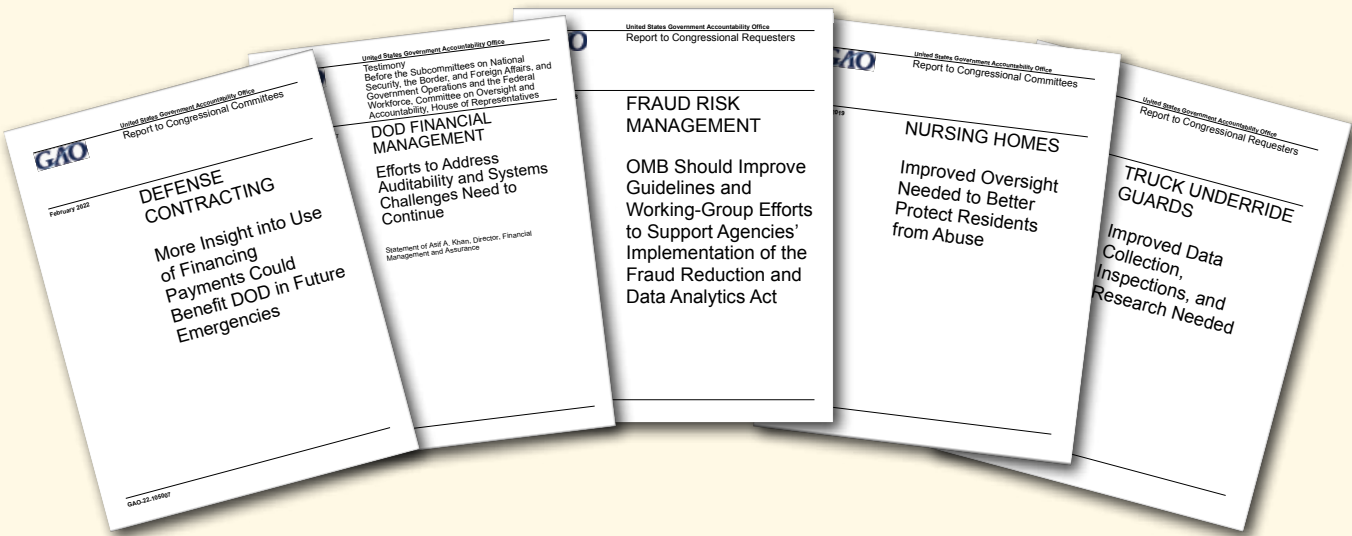 United States Government Accountability Office
Report to Congressional Committees
GAO
February 2022
DEFENSE
CONTRACTING
More Insight into Use
of Financing
Payments Could
Benefit DOD in Future
Emergencies
GAO-22-105007
United States Government Accountability Office
Testimony
Before the Subcommittees on National
Security, the Border, and Foreign Affairs, and
Government Operations and the Federal
Workforce, Committee on Oversight and
Accountability, House of Representatives
DOD FINANCIAL
MANAGEMENT
Efforts to Address
Auditability and Systems
Challenges Need to
Continue
Statement of Asif A. Khan, Director, Financial
Management and Assurance
United States Government Accountability Office
Report to Congressional Requesters
FRAUD RISK
MANAGEMENT
OMB Should Improve
Guidelines and
Working-Group Efforts
to Support Agencies’
Implementation of the
Fraud Reduction and
Data Analytics Act
United States Government Accountability Office
Report to Congressional Committees
GAO
2019
NURSING HOMES
Improved Oversight
Needed to Better
Protect Residents
from Abuse
United States Government Accountability Office
Report to Congressional Requesters
TRUCK UNDERRIDE
GUARDS
Improved Data
Collection,
Inspections, and
Research Needed